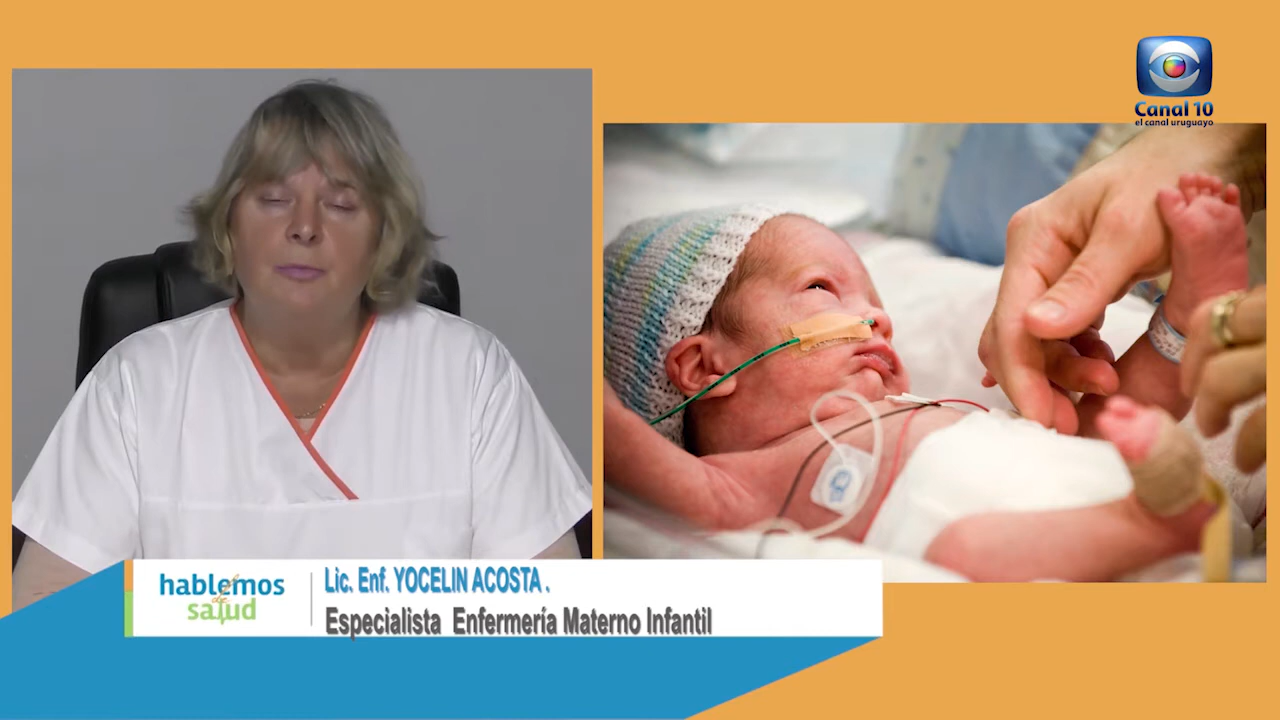 Canal 10
el canal uruguayo
hablemos
de
salud
Lic. Enf. YOCELIN ACOSTA .
Especialista Enfermería Materno Infantil